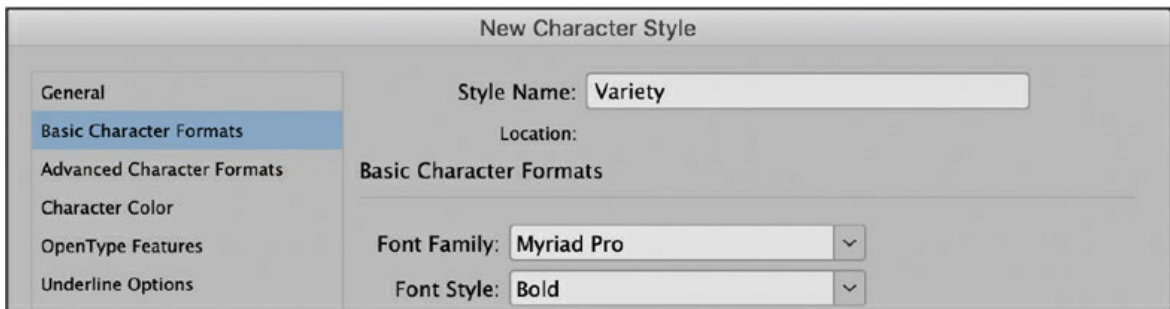 New Character Style
General
Basic Character Formats
Advanced Character Formats
Character Color
OpenType Features
Underline Options
Style Name: Variety
Location:
Basic Character Formats
Font Family: Myriad Pro
Font Style: Bold